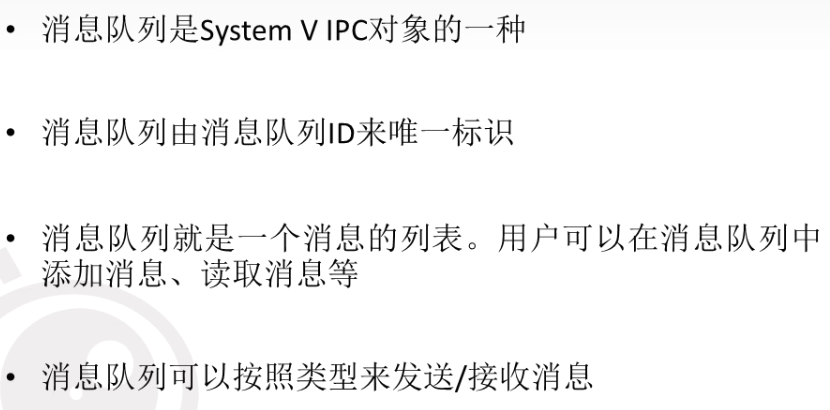 • 消息队列是System V IPC对象的一种
• 消息队列由消息队列ID来唯一标识
• 消息队列就是一个消息的列表。用户可以在消息队列中
添加消息、读取消息等
• 消息队列可以按照类型来发送/接收消息